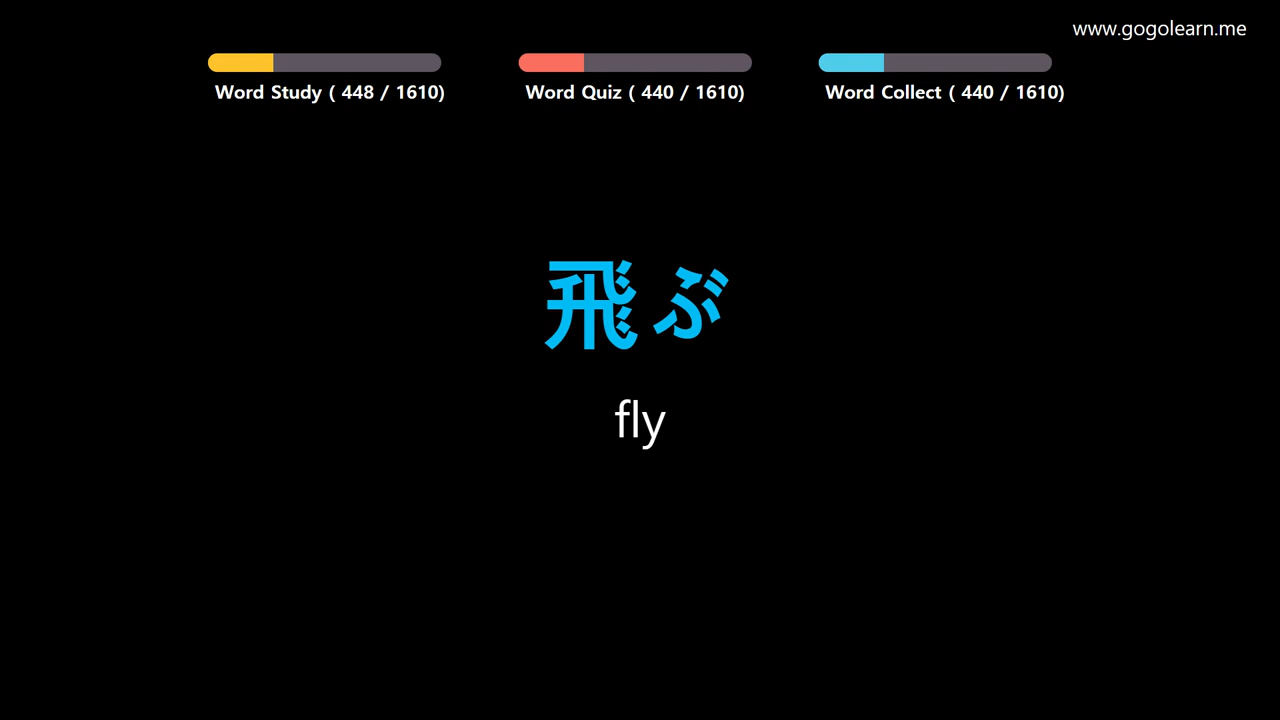 www.gogolearn.me
Word Study ( 448 / 1610)
Word Quiz ( 440 / 1610)
Word Collect ( 440 / 1610)
飛ぶ
fly